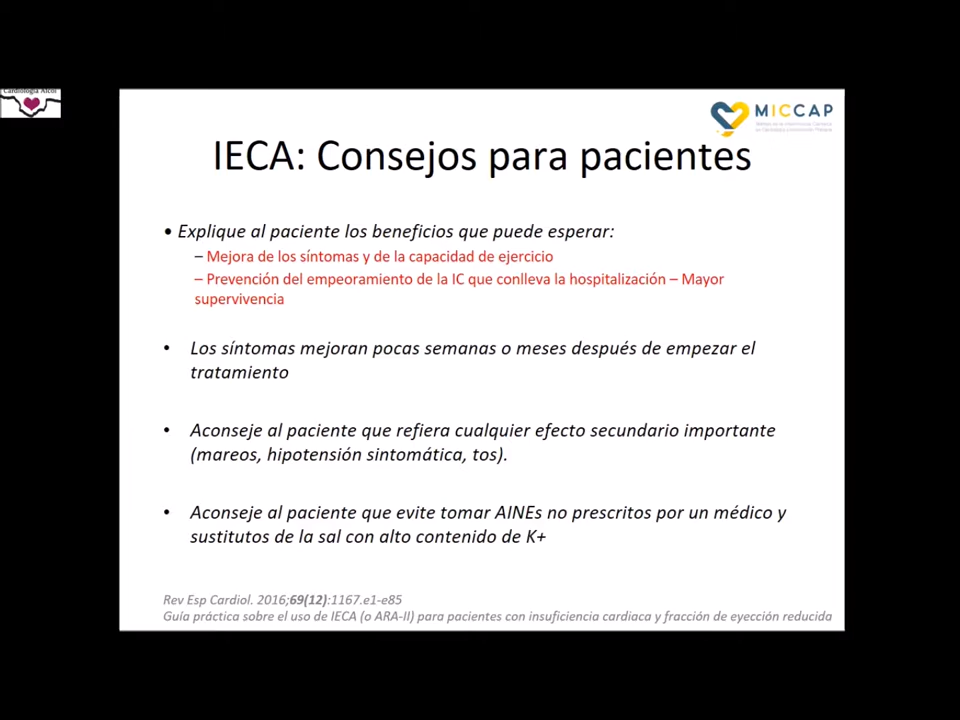 Cardiología Alcoi
MICCAP
IECA: Consejos para pacientes
• Explique al paciente los beneficios que puede esperar:
– Mejora de los síntomas y de la capacidad de ejercicio
– Prevención del empeoramiento de la IC que conlleva la hospitalización – Mayor
supervivencia
• Los síntomas mejoran pocas semanas o meses después de empezar el
tratamiento
• Aconseje al paciente que refiera cualquier efecto secundario importante
(mareos, hipotensión sintomática, tos).
• Aconseje al paciente que evite tomar AINEs no prescritos por un médico y
sustitutos de la sal con alto contenido de K+
Rev Esp Cardiol. 2016;69(12):1167.e1-e85
Guía práctica sobre el uso de IECA (o ARA-II) para pacientes con insuficiencia cardiaca y fracción de eyección reducida